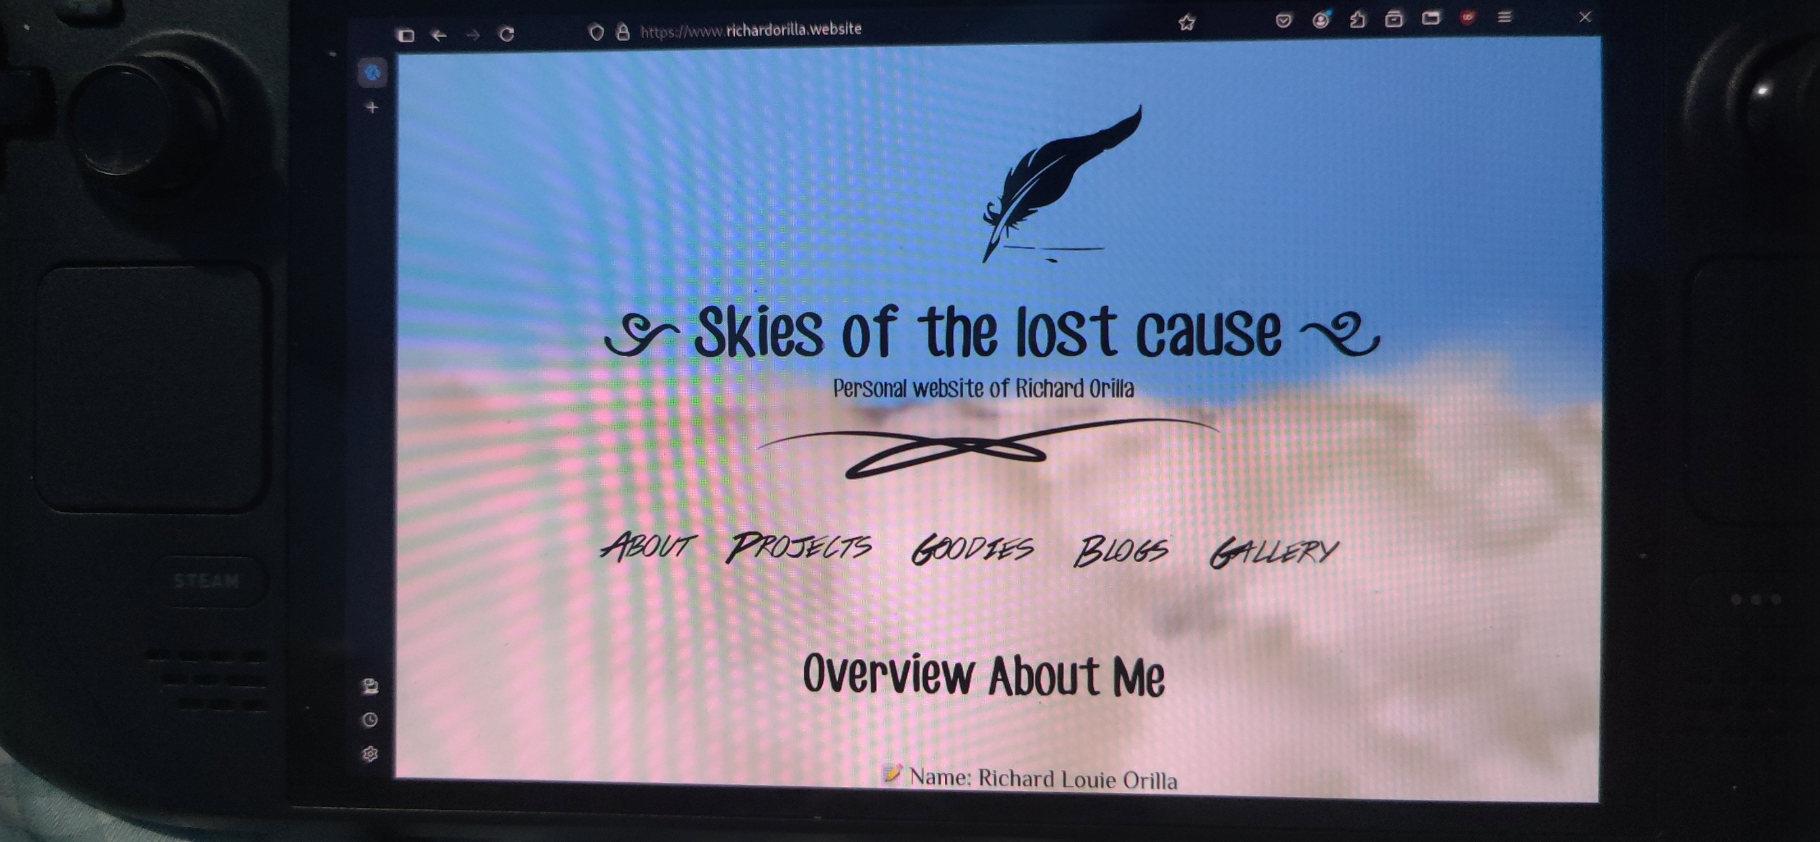 https://www.richardorilla.website
Skies of the lost cause
Personal website of Richard Orilla
About Projects Goodies Blogs Gallery
Overview About Me
📝 Name: Richard Louie Orilla
STEAM